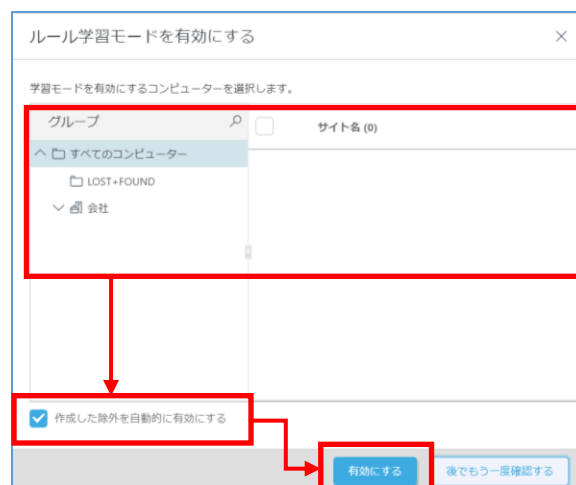 ルール学習モードを有効にする
学習モードを有効にするコンピューターを選択します。
グループ
サイト名 (0)
すべてのコンピューター
LOST+FOUND
会社
作成した除外を自動的に有効にする
有効にする
後でもう一度確認する